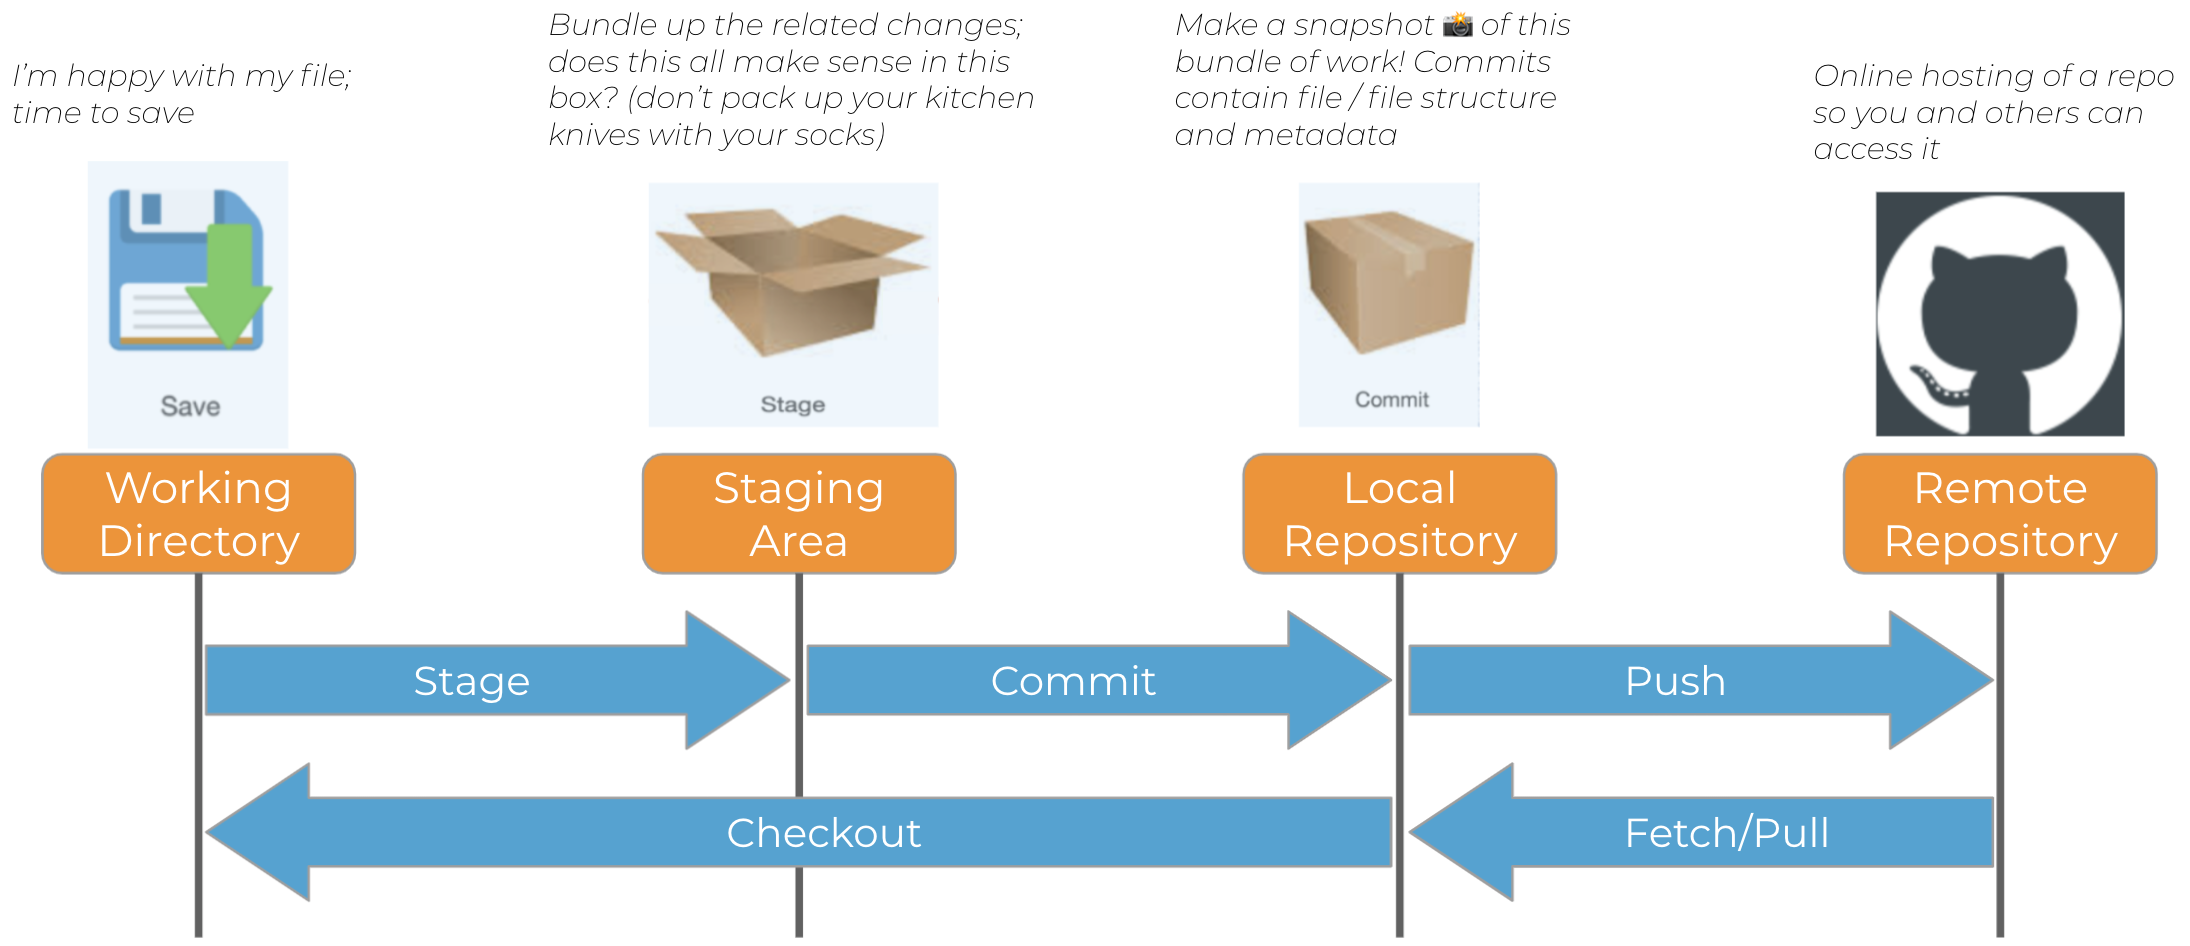 I’m happy with my file;
time to save
Bundle up the related changes;
does this all make sense in this
box? (don’t pack up your kitchen
knives with your socks)
Make a snapshot 📸 of this
bundle of work! Commits
contain file / file structure
and metadata
Online hosting of a repo
so you and others can
access it
Save
Stage
Commit
Working
Directory
Staging
Area
Local
Repository
Remote
Repository
Stage
Commit
Push
Checkout
Fetch/Pull